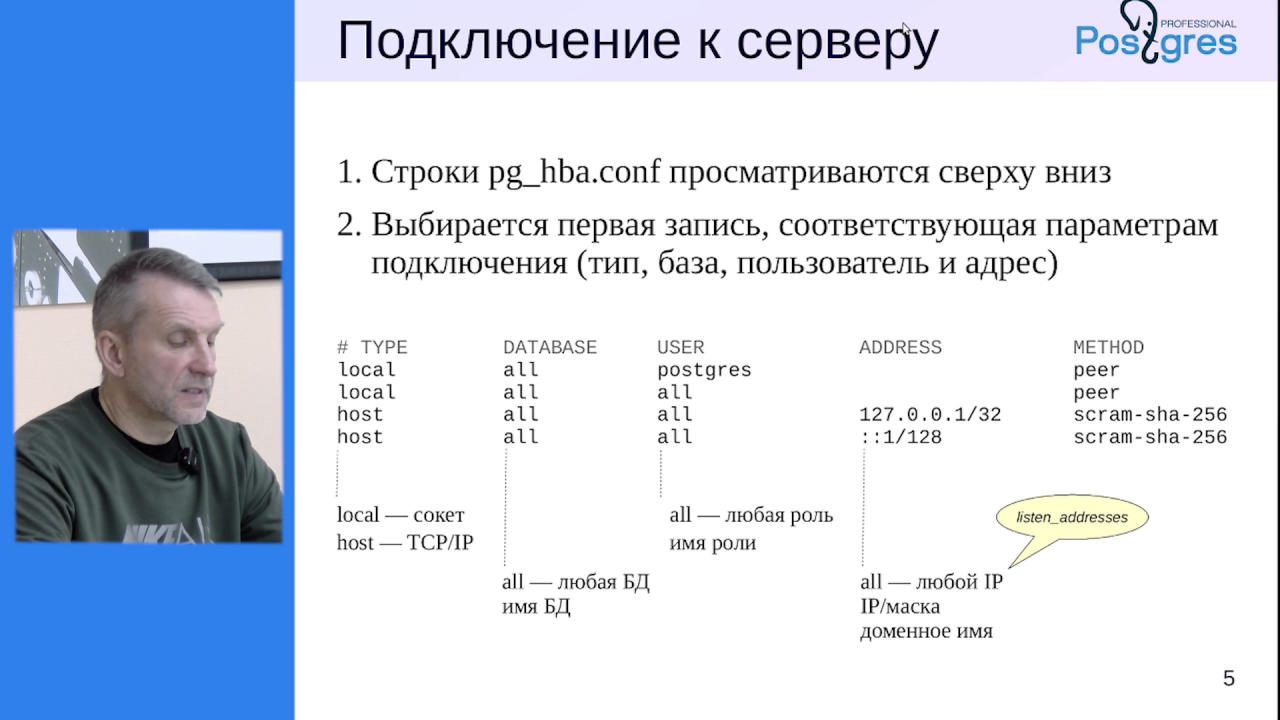 Подключение к серверу
PROFESSIONAL
Postgres
1. Строки pg_hba.conf просматриваются сверху вниз
2. Выбирается первая запись, соответствующая параметрам
подключения (тип, база, пользователь и адрес)
# TYPE DATABASE USER ADDRESS METHOD
local all postgres peer
local all all peer
host all all 127.0.0.1/32 scram-sha-256
host all all ::1/128 scram-sha-256
local — сокет
host — TCP/IP
all — любая БД
имя БД
all — любая роль
имя роли
listen_addresses
all — любой IP
IP/маска
доменное имя
NIKE
5